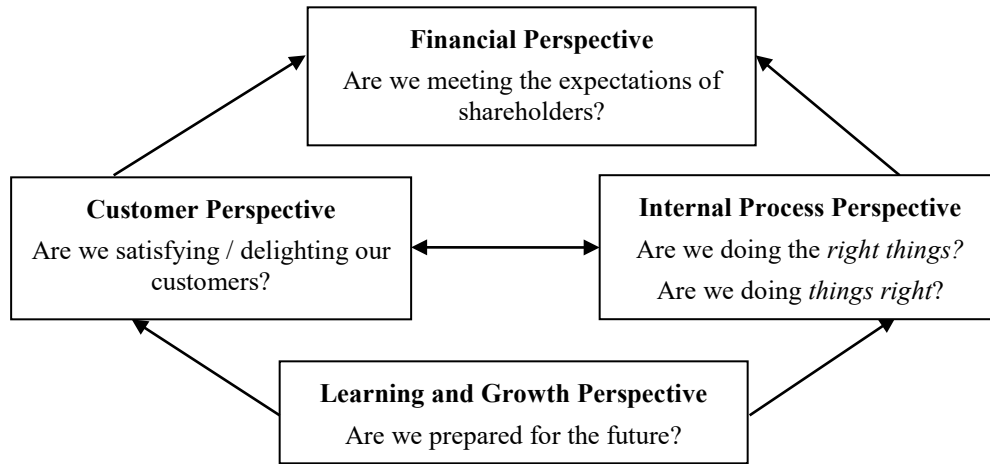 Financial Perspective
Are we meeting the expectations of
shareholders?
Customer Perspective
Are we satisfying / delighting our
customers?
Internal Process Perspective
Are we doing the right things?
Are we doing things right?
Learning and Growth Perspective
Are we prepared for the future?